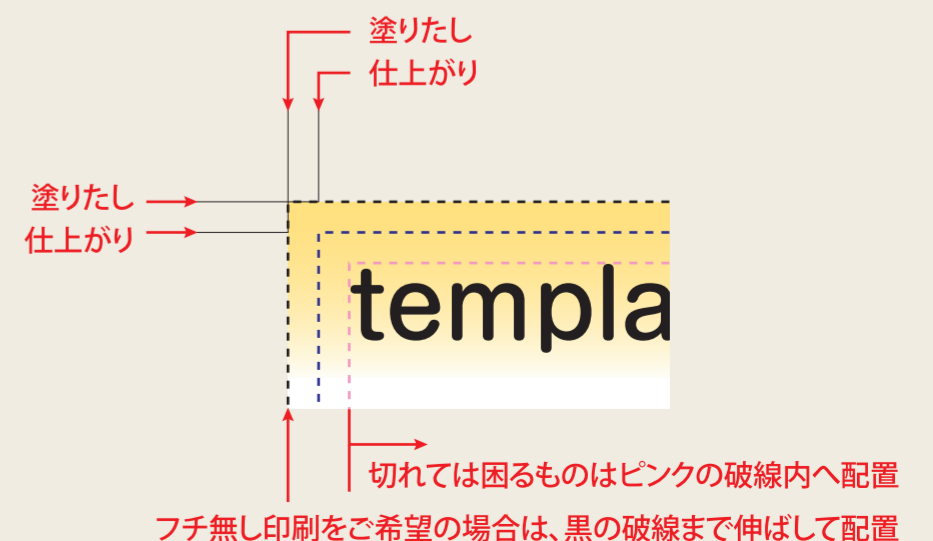 塗りたし
仕上がり
塗りたし
仕上がり
templa
切れては困るものはピンクの破線内へ配置
フチ無し印刷をご希望の場合は、黒の破線まで伸ばして配置